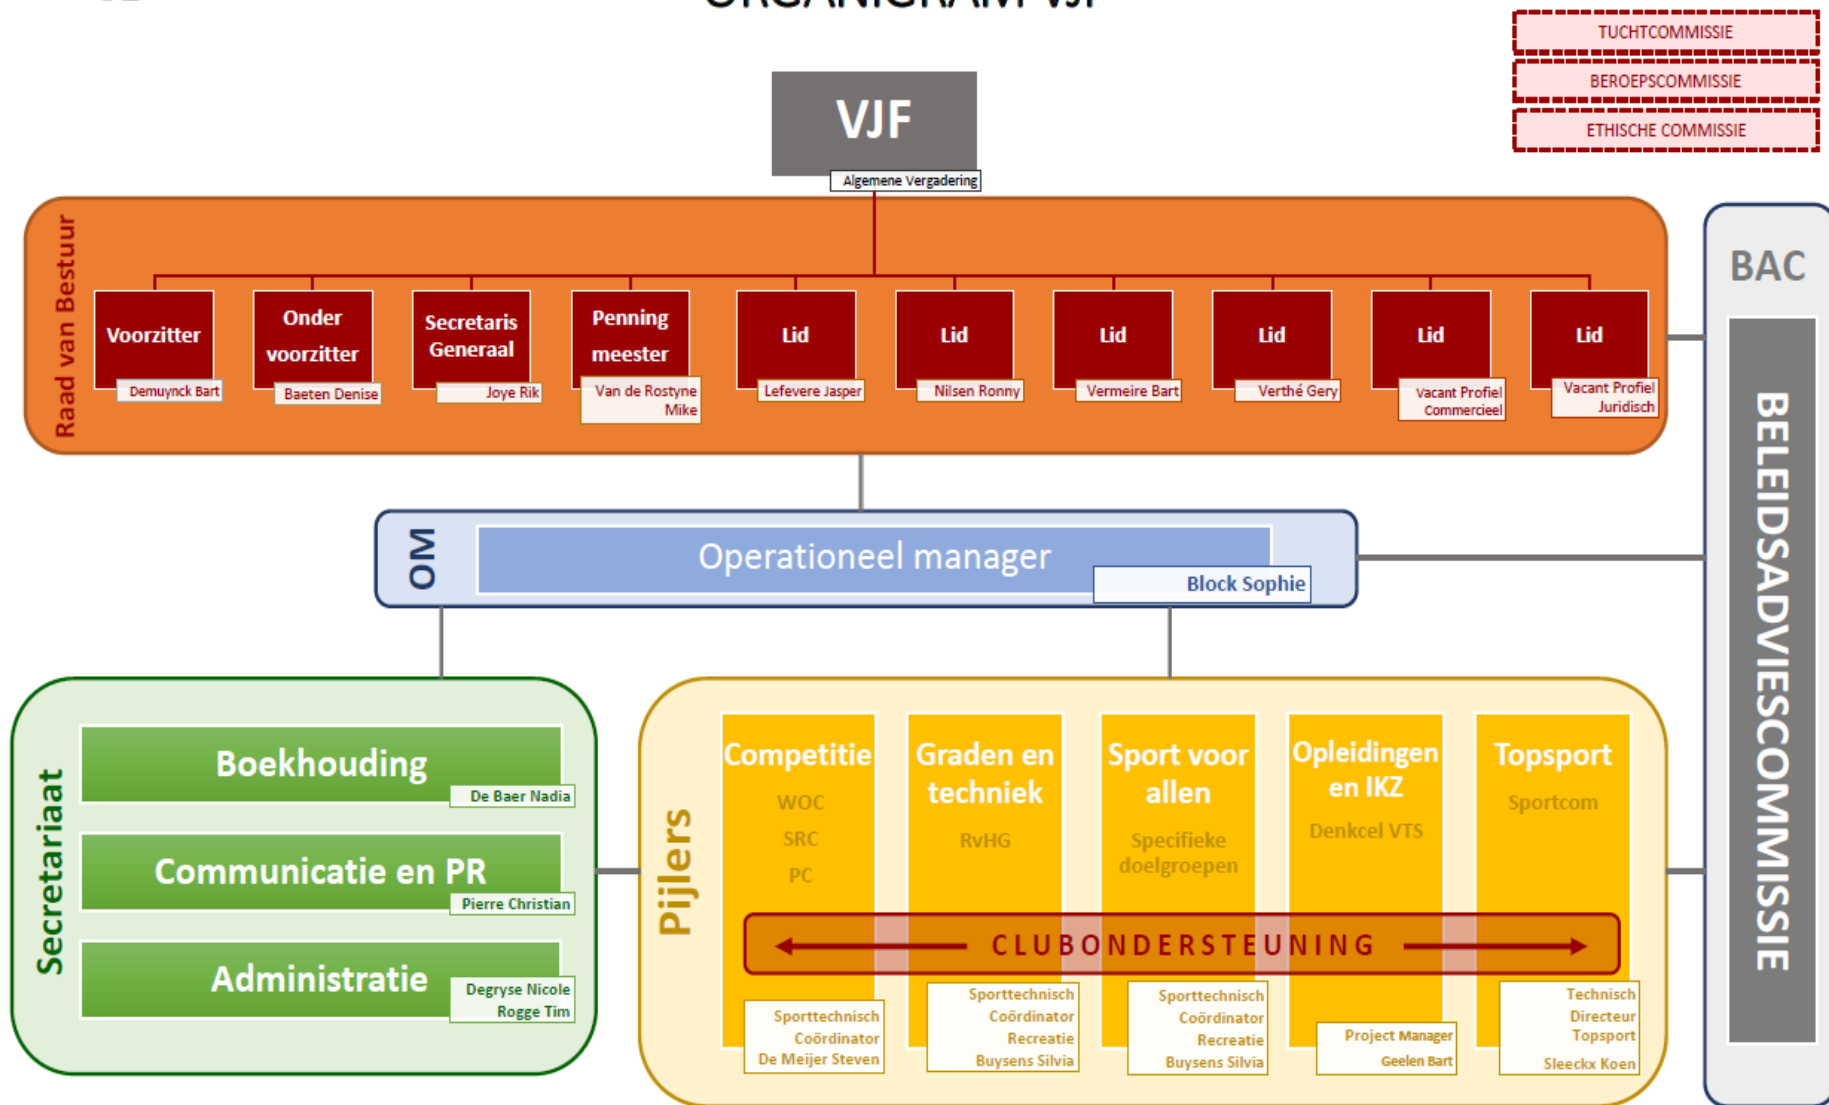 ORGANIGRAM VJF
TUCHTCOMMISSIE
BEROEPSCOMMISSIE
ETHISCHE COMMISSIE
VJF
Algemene Vergadering
Raad van Bestuur
Voorzitter
Demuynck Bart
Onder
voorzitter
Baeten Denise
Secretaris
Generaal
Joye Rik
Penning
meester
Van de Rostyne
Mike
Lid
Lefevere Jasper
Lid
Nilsen Ronny
Lid
Vermeire Bart
Lid
Verthé Gery
Lid
Vacant Profiel
Commercieel
Lid
Vacant Profiel
Juridisch
BAC
BELEIDSADVIESCOMMISSIE
OM
Operationeel manager
Block Sophie
Secretariaat
Boekhouding
De Baer Nadia
Communicatie en PR
Pierre Christian
Administratie
Degryse Nicole
Rogge Tim
Pijlers
Competitie
WOC
SRC
PC
Graden en
techniek
RvHG
Sport voor
allen
Specifieke
doelgroepen
Opleidingen
en IKZ
Denkcel VTS
Topsport
Sportcom
CLUBONDERSTEUNING
Sporttechnisch
Coördinator
De Meijer Steven
Sporttechnisch
Coördinator
Recreatie
Buysens Silvia
Sporttechnisch
Coördinator
Recreatie
Buysens Silvia
Project Manager
Geelen Bart
Technisch
Directeur
Topsport
Sleeckx Koen